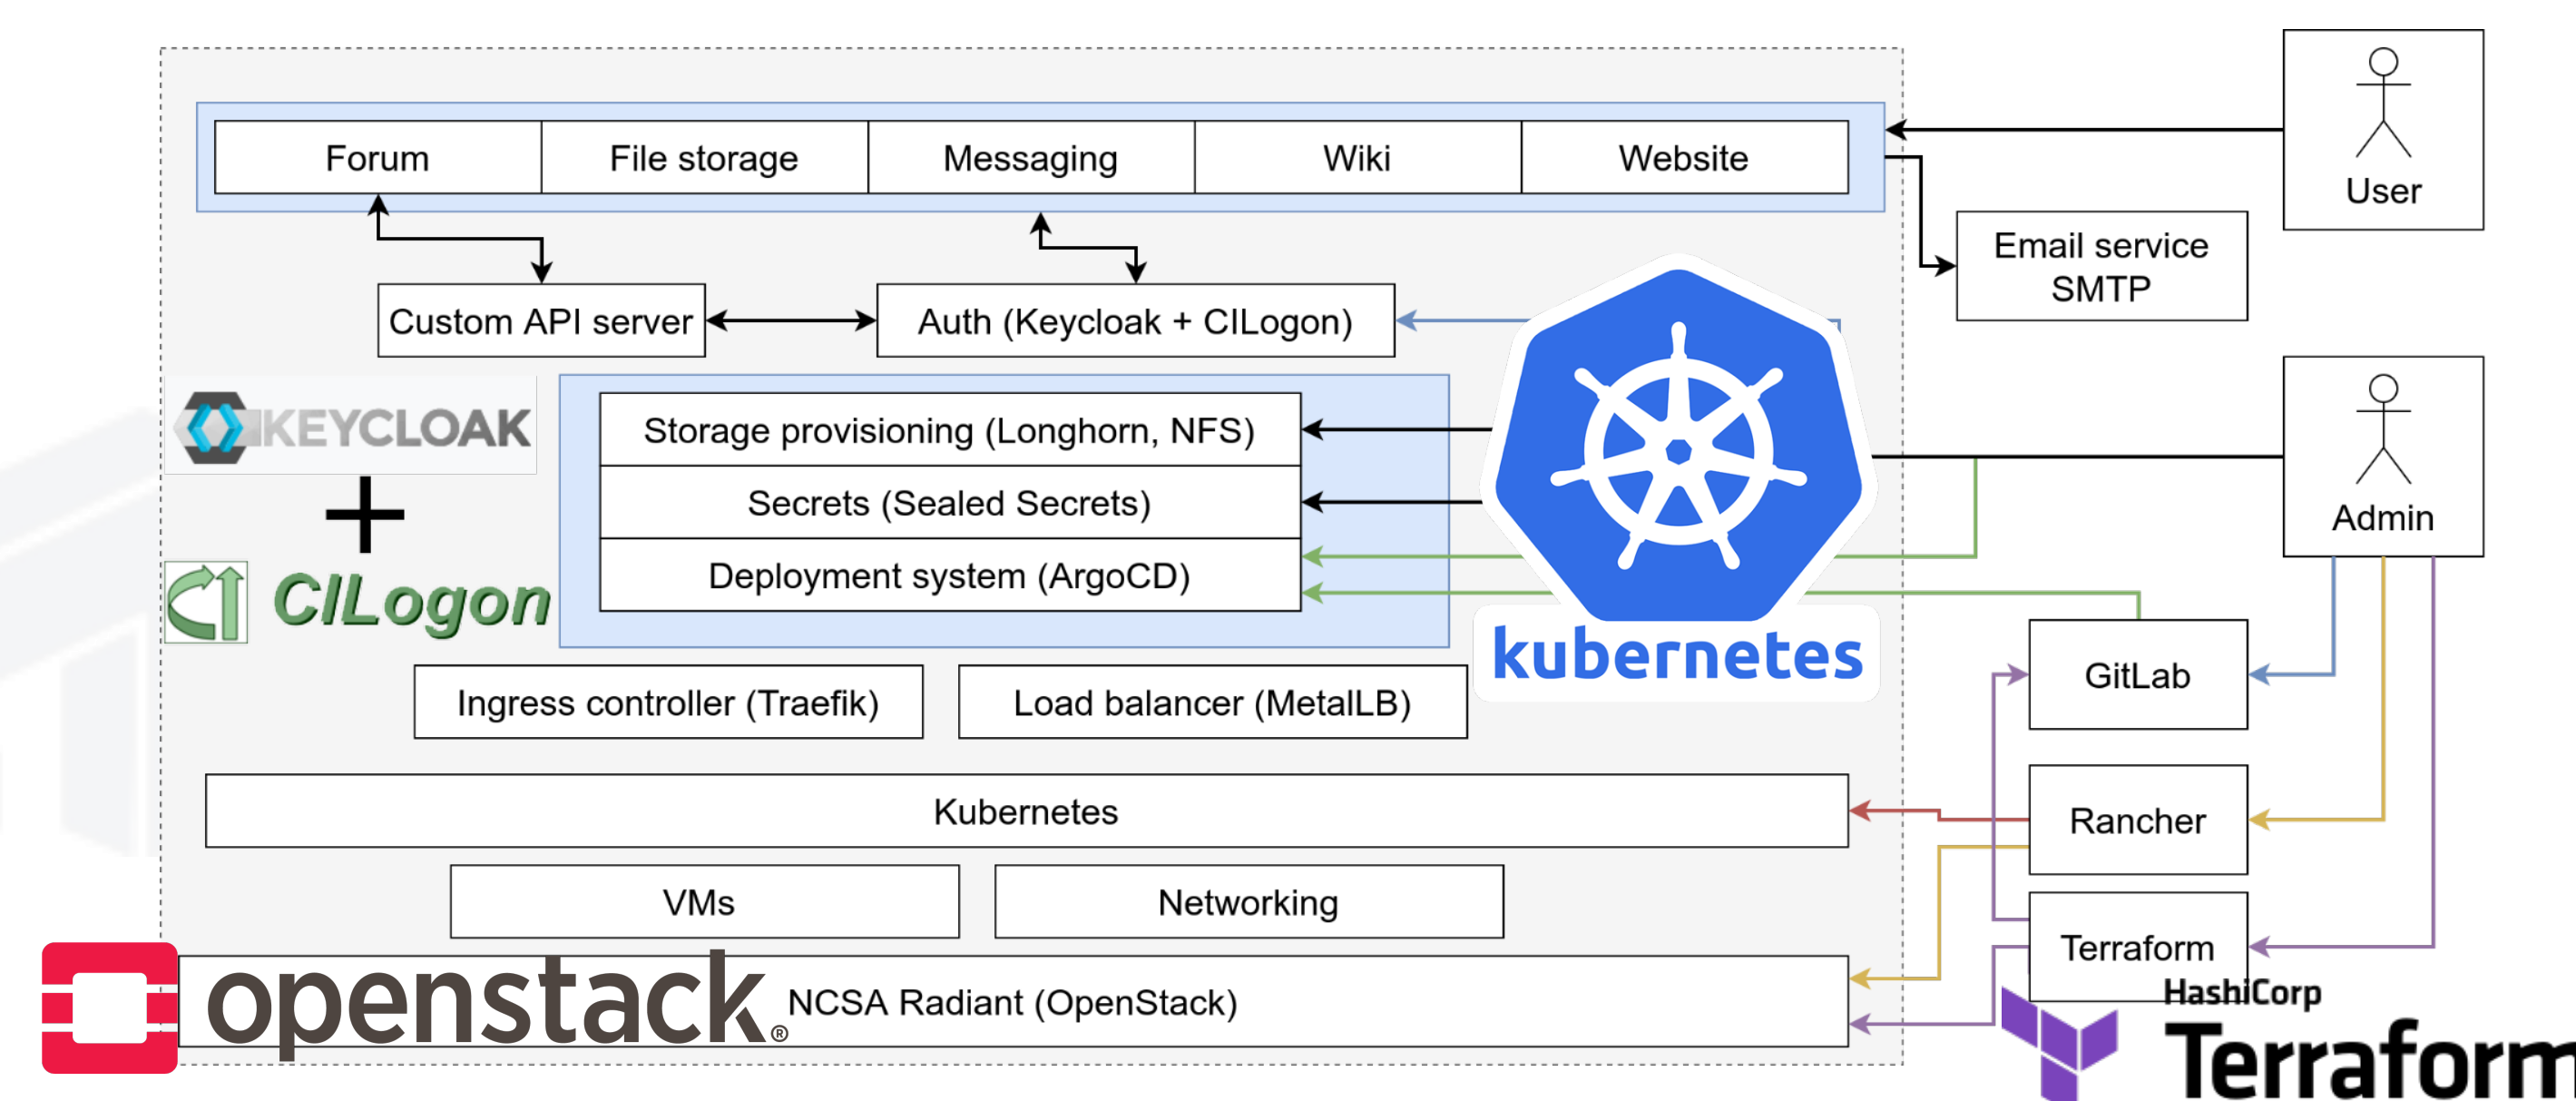 Forum
File storage
Messaging
Wiki
Website
User
Email service
SMTP
Custom API server
Auth (Keycloak + CILogon)
KEYCLOAK
+
CILogon
Storage provisioning (Longhorn, NFS)
Secrets (Sealed Secrets)
Deployment system (ArgoCD)
kubernetes
Admin
Ingress controller (Traefik)
Load balancer (MetalLB)
GitLab
Kubernetes
Rancher
VMs
Networking
Terraform
openstack®
NCSA Radiant (OpenStack)
HashiCorp
Terraform